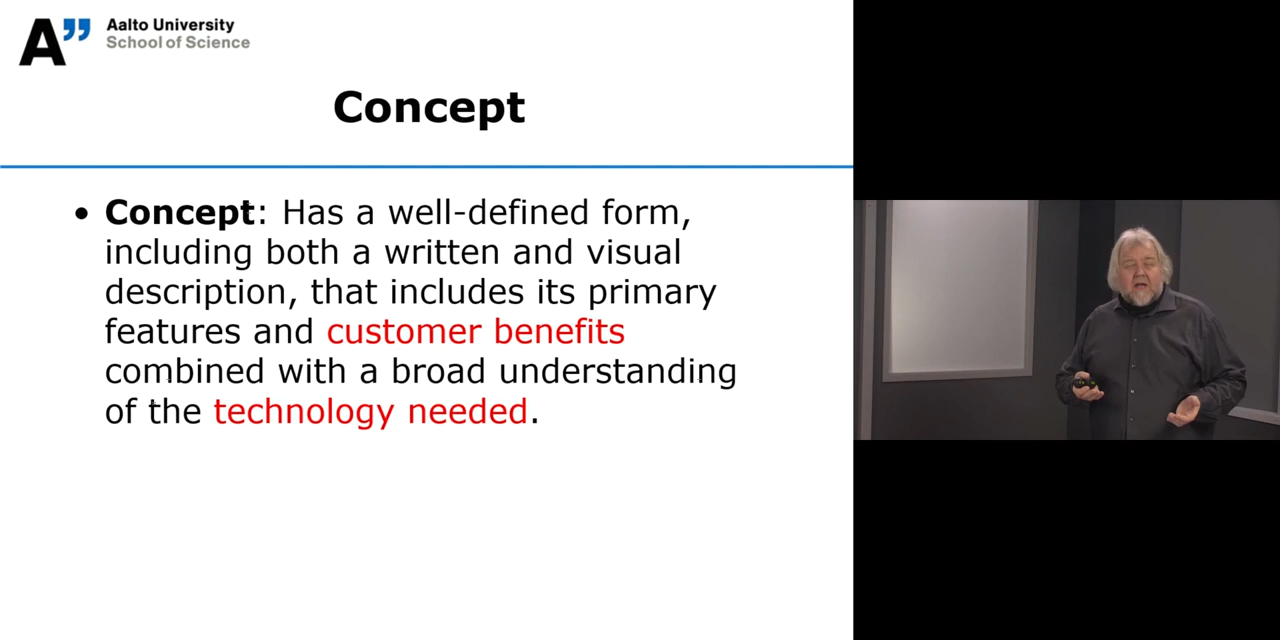 Aalto University
School of Science
Concept
• Concept: Has a well-defined form,
including both a written and visual
description, that includes its primary
features and customer benefits
combined with a broad understanding
of the technology needed.